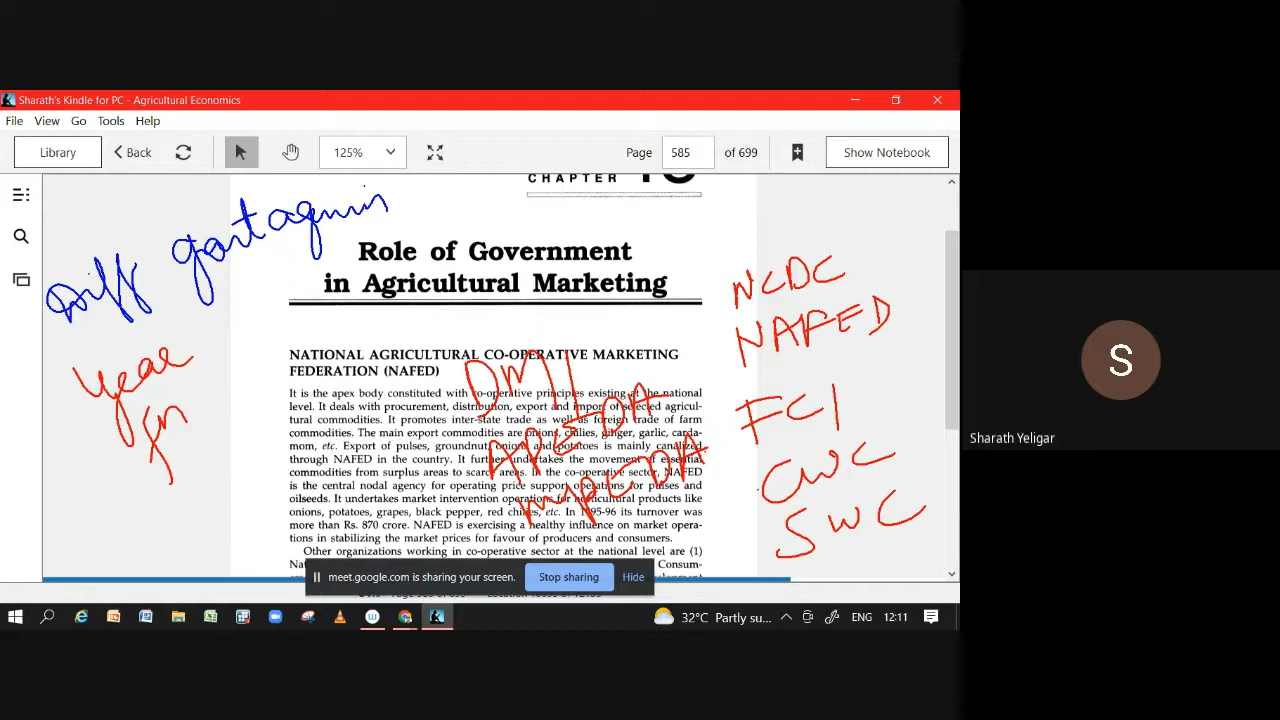 Sharath's Kindle for PC - Agricultural Economics
File View Go Tools Help
Library Back 125% Page 585 of 699 Show Notebook
CHAPTER
Diff govt agencies
Role of Government
in Agricultural Marketing
NCDC
NAFED
FCI
CWC
SWC
Year
fn
DMI
APEDA
MPEDA
NATIONAL AGRICULTURAL CO-OPERATIVE MARKETING
FEDERATION (NAFED)
It is the apex body constituted with co-operative principles existing at the national
level. It deals with procurement, distribution, export and import of selected agricul-
tural commodities. It promotes inter-state trade as well as foreign trade of farm
commodities. The main export commodities are onions, chilies, ginger, garlic, carda-
mom, etc. Export of pulses, groundnut, onions and potatoes is mainly canalized
through NAFED in the country. It further undertakes the movement of essential
commodities from surplus areas to scarce areas. In the co-operative sector, NAFED
is the central nodal agency for operating price support operations for pulses and
oilseeds. It undertakes market intervention operations for horticultural products like
onions, potatoes, grapes, black pepper, red chilies, etc. In 1995-96 its turnover was
more than Rs. 870 crore. NAFED is exercising a healthy influence on market opera-
tions in stabilizing the market prices for favour of producers and consumers.
Other organizations working in co-operative sector at the national level are (1)
meet.google.com is sharing your screen. Stop sharing Hide
32°C Partly su... ENG 12:11
S
Sharath Yeligar